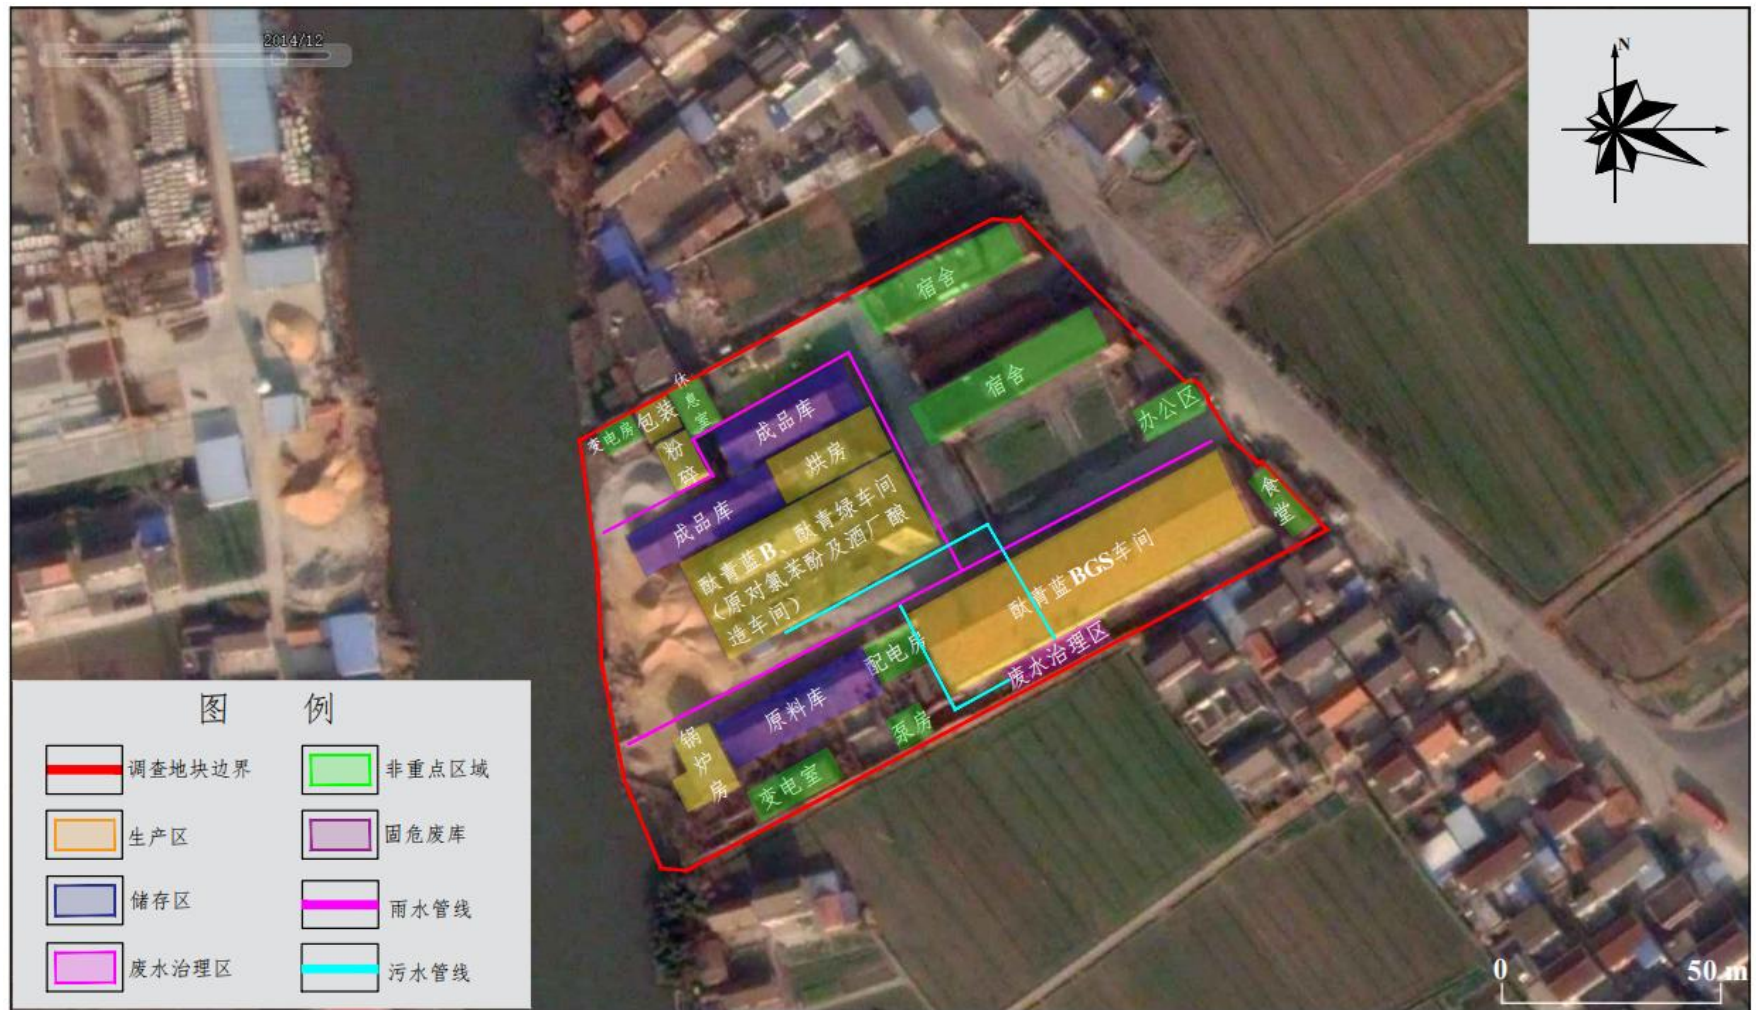 2014/12
N
宿舍
宿舍
办公区
食堂
休息室
变电房
包装
粉碎
成品库
烘房
成品库
酞青蓝B、酞青绿车间
（原对氯苯酚及酒厂酿
造车间）
酞青蓝BGS车间
配电房
废水治理区
原料库
泵房
锅炉房
变电室
图 例
调查地块边界
非重点区域
生产区
固危废库
储存区
雨水管线
废水治理区
污水管线
0
50 m